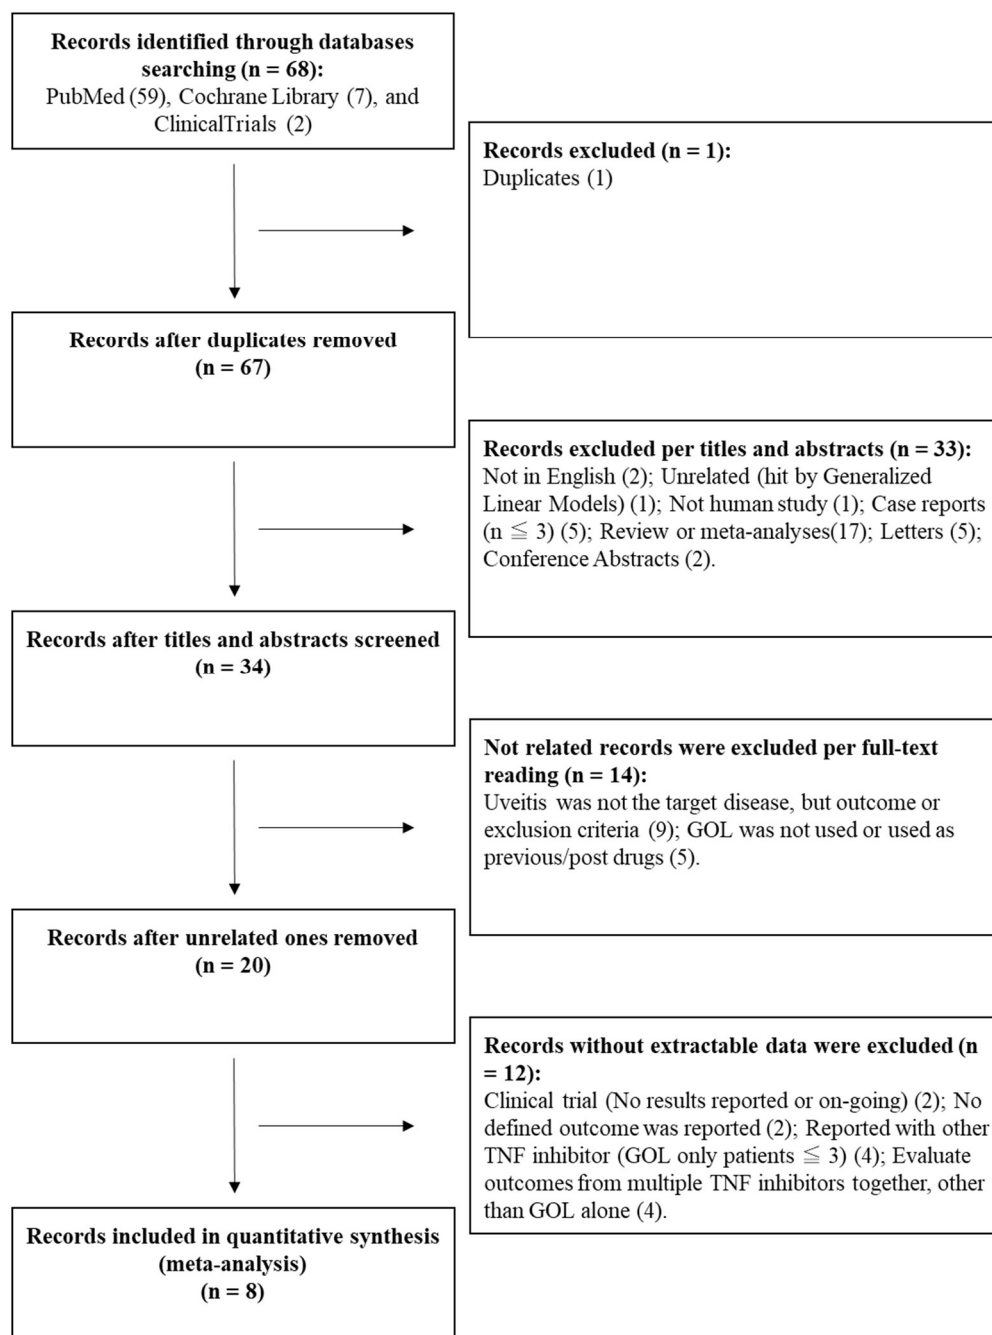 Records identified through databases
searching (n = 68):
PubMed (59), Cochrane Library (7), and
ClinicalTrials (2)
Records excluded (n = 1):
Duplicates (1)
Records after duplicates removed
(n = 67)
Records excluded per titles and abstracts (n = 33):
Not in English (2); Unrelated (hit by Generalized
Linear Models) (1); Not human study (1); Case reports
(n ≦ 3) (5); Review or meta-analyses(17); Letters (5);
Conference Abstracts (2).
Records after titles and abstracts screened
(n = 34)
Not related records were excluded per full-text
reading (n = 14):
Uveitis was not the target disease, but outcome or
exclusion criteria (9); GOL was not used or used as
previous/post drugs (5).
Records after unrelated ones removed
(n = 20)
Records without extractable data were excluded (n
= 12):
Clinical trial (No results reported or on-going) (2); No
defined outcome was reported (2); Reported with other
TNF inhibitor (GOL only patients ≦ 3) (4); Evaluate
outcomes from multiple TNF inhibitors together, other
than GOL alone (4).
Records included in quantitative synthesis
(meta-analysis)
(n = 8)